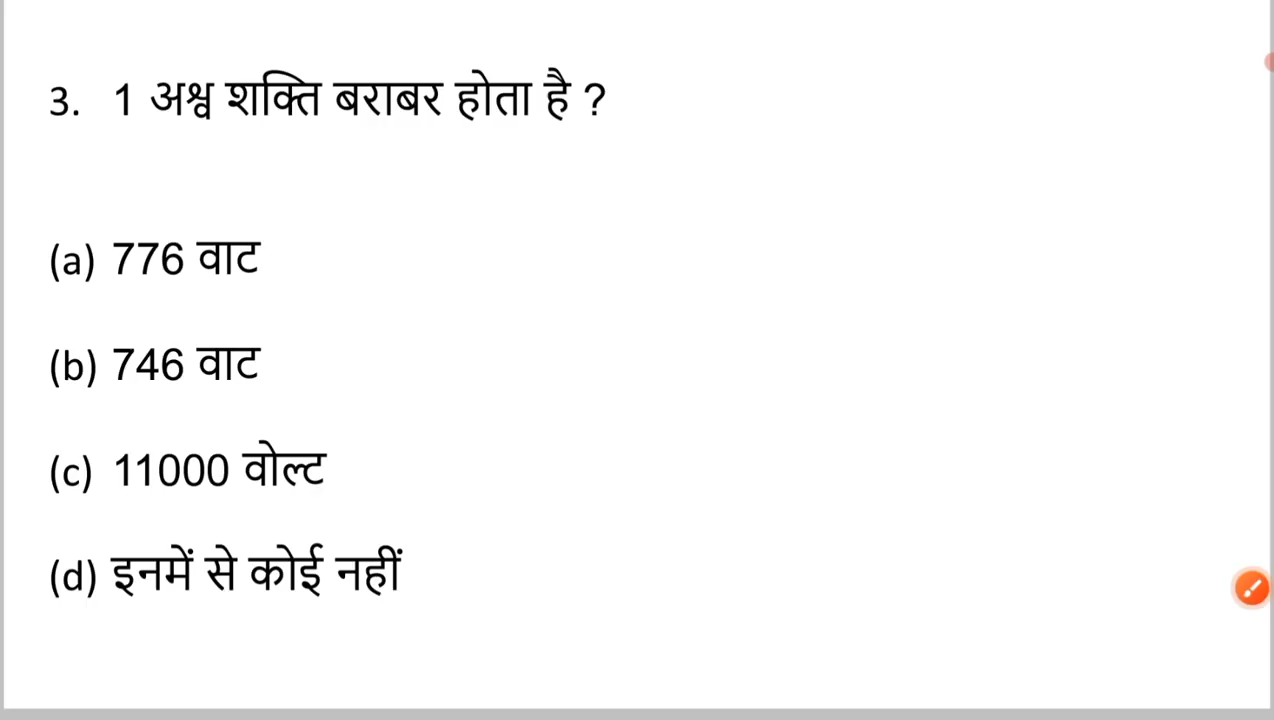 3. 1 अश्व शक्ति बराबर होता है ?
(a) 776 वाट
(b) 746 वाट
(c) 11000 वोल्ट
(d) इनमें से कोई नहीं